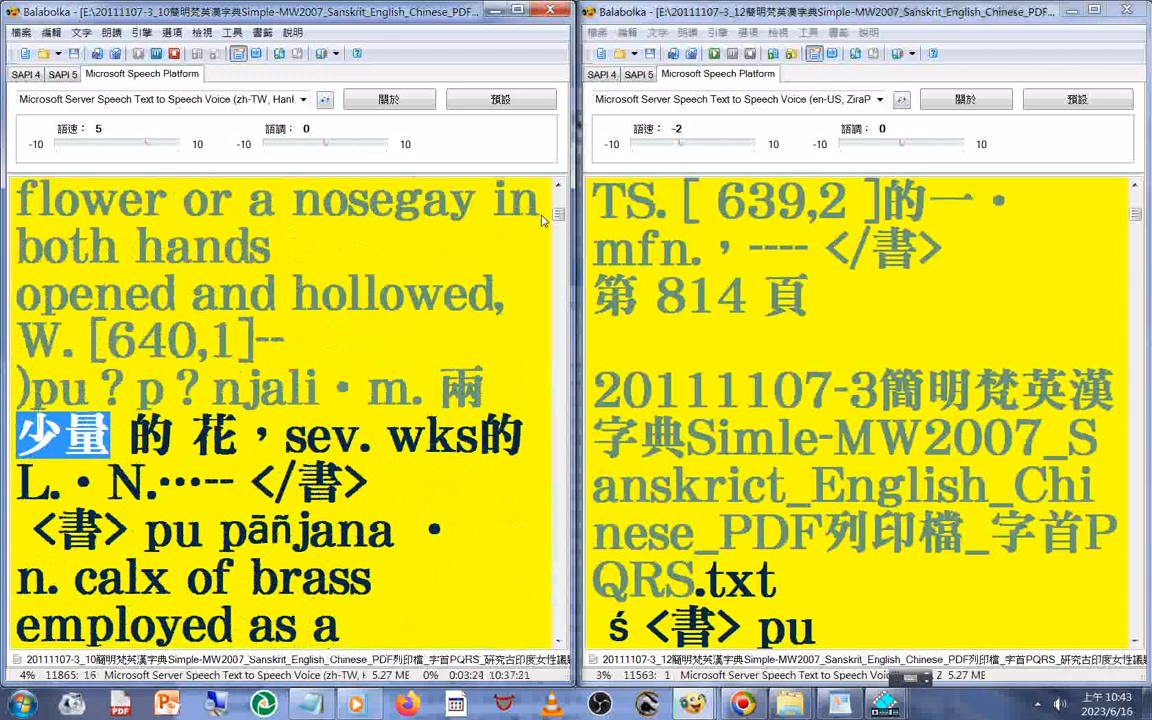 Balabolka - [E:\20111107-3_10簡明梵英漢字典Simple-MW2007_Sanskrit_English_Chinese_PDF...
檔案 編輯 文字 朗讀 引擎 選項 檢視 工具 書籤 說明
SAPI 4 SAPI 5 Microsoft Speech Platform
Microsoft Server Speech Text to Speech Voice (zh-TW, Hanl 關於 預設
語速： 5 語調： 0
-10 10 -10 10
flower or a nosegay in
both hands
opened and hollowed,
W. [640,1]--
)pu ? p ? njali・m. 兩
少量 的 花，sev. wks的
L.・N.…-- </書>
<書> pu pāñjana ・
n. calx of brass
employed as a
20111107-3_10簡明梵英漢字典Simple-MW2007_Sanskrit_English_Chinese_PDF列印檔_字首PQRS_研究古印度女性議
4% 11865: 16 Microsoft Server Speech Text to Speech Voice (zh-TW, H 5.27 MB 0% 0:03:24 10:37:21
Balabolka - [E:\20111107-3_12簡明梵英漢字典Simple-MW2007_Sanskrit_English_Chinese_PDF...
檔案 編輯 文字 朗讀 引擎 選項 檢視 工具 書籤 說明
SAPI 4 SAPI 5 Microsoft Speech Platform
Microsoft Server Speech Text to Speech Voice (en-US, ZiraP 關於 預設
語速： -2 語調： 0
-10 10 -10 10
TS. [ 639,2 ]的一・
mfn.，---- </書>
第 814 頁
20111107-3簡明梵英漢
字典Simle-MW2007_S
anskrict_English_Chi
nese_PDF列印檔_字首P
QRS.txt
ś <書> pu
20111107-3_12簡明梵英漢字典Simple-MW2007_Sanskrit_English_Chinese_PDF列印檔_字首PQRS_研究古印度女性議
3% 11563: 1 Microsoft Server Speech Text to Speech Voice 5.27 MB
上午 10:43
2023/6/16